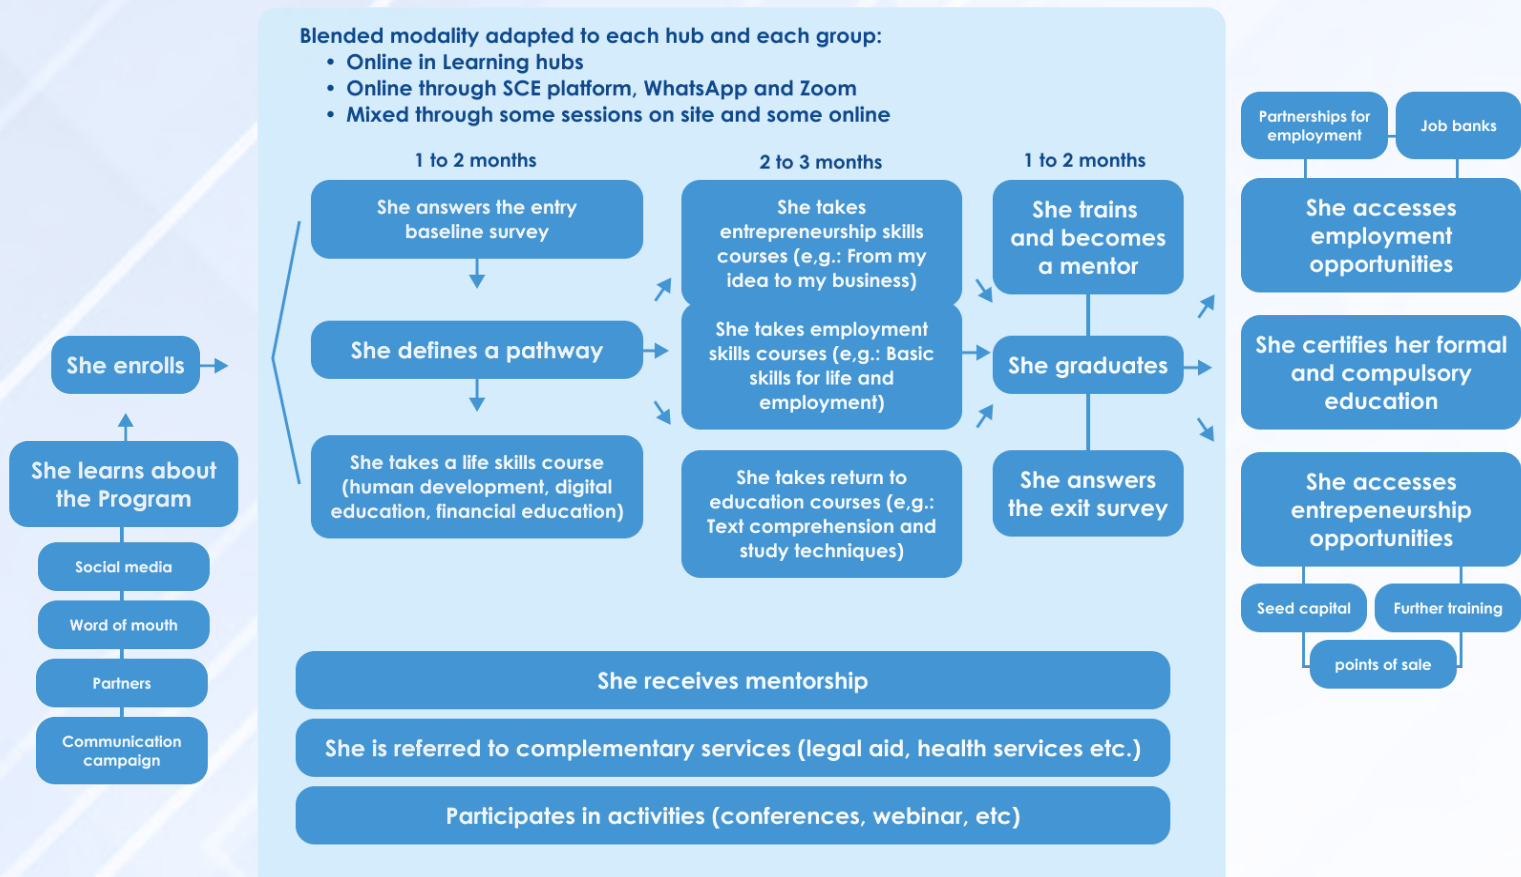 Blended modality adapted to each hub and each group:
• Online in Learning hubs
• Online through SCE platform, WhatsApp and Zoom
• Mixed through some sessions on site and some online
She enrolls
She learns about
the Program
Social media
Word of mouth
Partners
Communication
campaign
1 to 2 months
She answers the entry
baseline survey
She defines a pathway
She takes a life skills course
(human development, digital
education, financial education)
2 to 3 months
She takes
entrepreneurship skills
courses (e,g.: From my
idea to my business)
She takes employment
skills courses (e,g.: Basic
skills for life and
employment)
She takes return to
education courses (e,g.:
Text comprehension and
study techniques)
1 to 2 months
She trains
and becomes
a mentor
She graduates
She answers
the exit survey
She receives mentorship
She is referred to complementary services (legal aid, health services etc.)
Participates in activities (conferences, webinar, etc)
Partnerships for
employment
Job banks
She accesses
employment
opportunities
She certifies her formal
and compulsory
education
She accesses
entrepeneurship
opportunities
Seed capital
Further training
points of sale